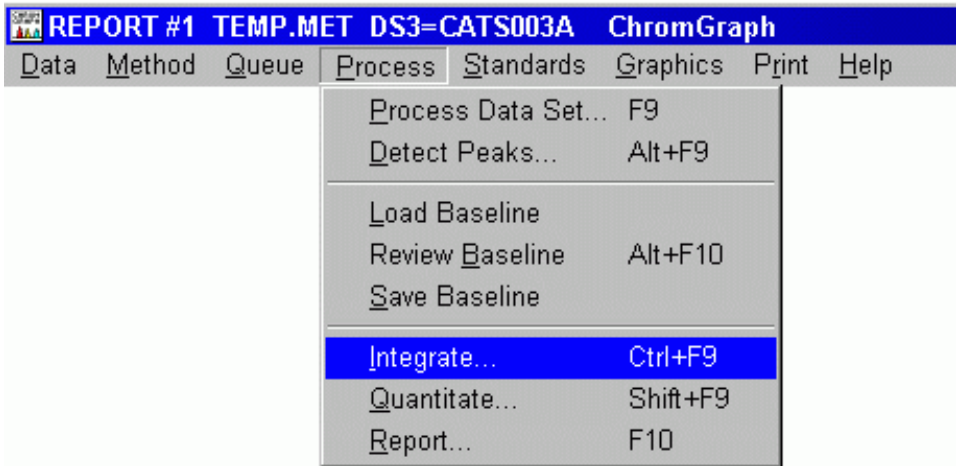 REPORT #1 TEMP.MET DS3=CATS003A ChromGraph
Data Method Queue Process Standards Graphics Print Help
Process Data Set... F9
Detect Peaks... Alt+F9
Load Baseline
Review Baseline Alt+F10
Save Baseline
Integrate... Ctrl+F9
Quantitate... Shift+F9
Report... F10